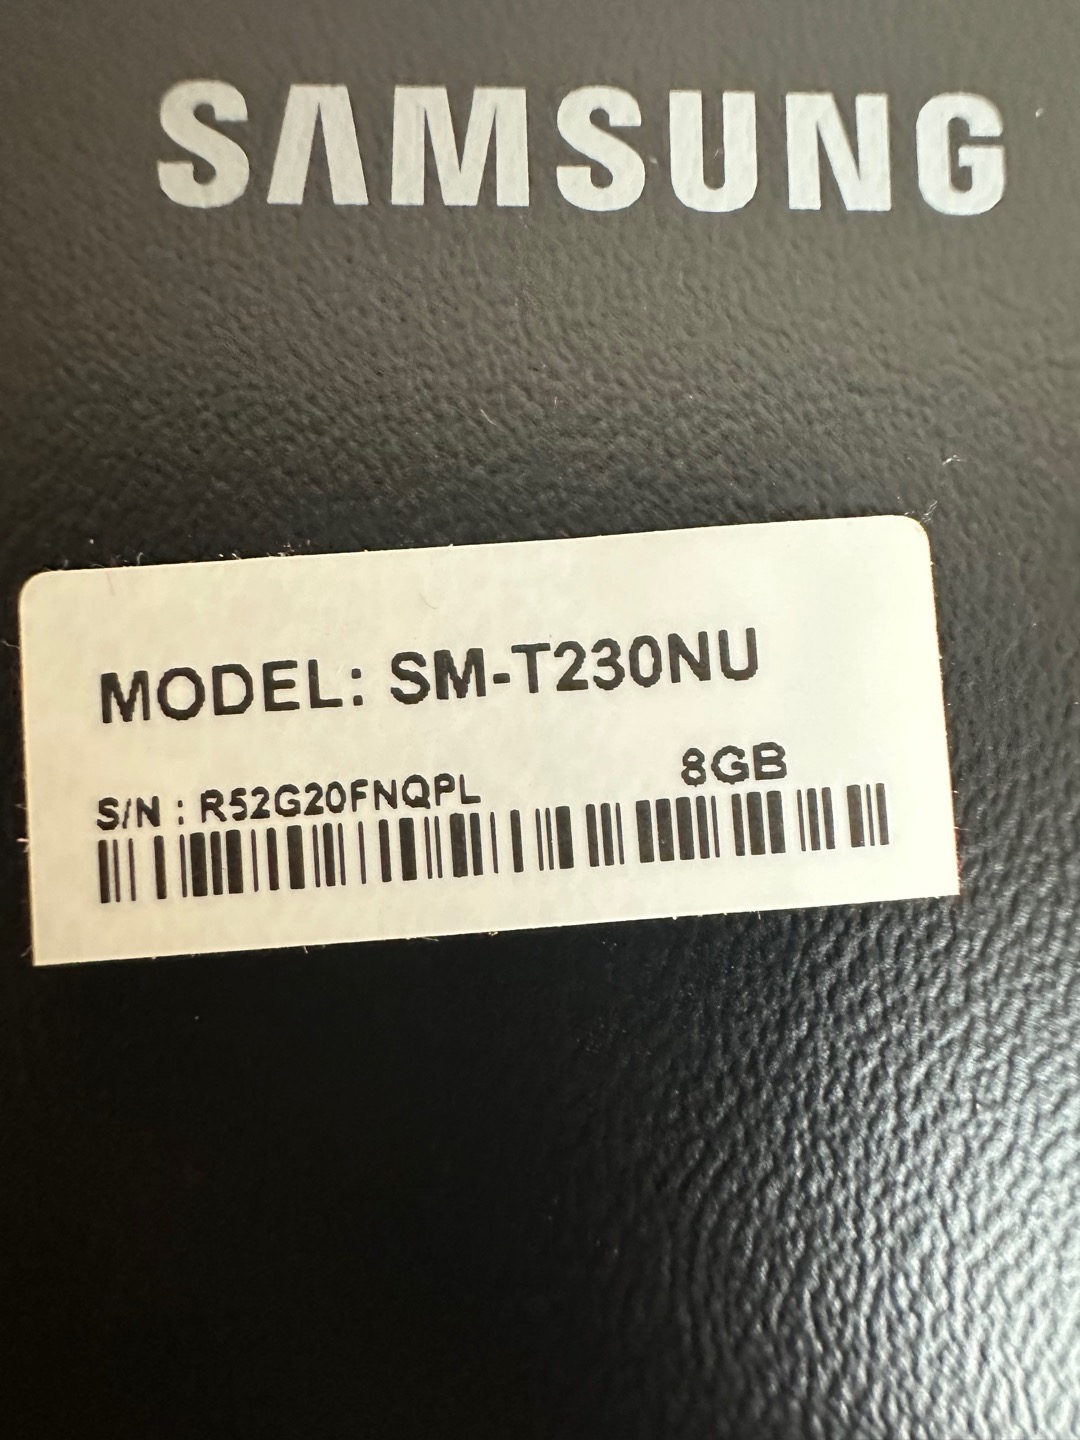 SAMSUNG
MODEL: SM-T230NU
8GB
S/N : R52G20FNQPL